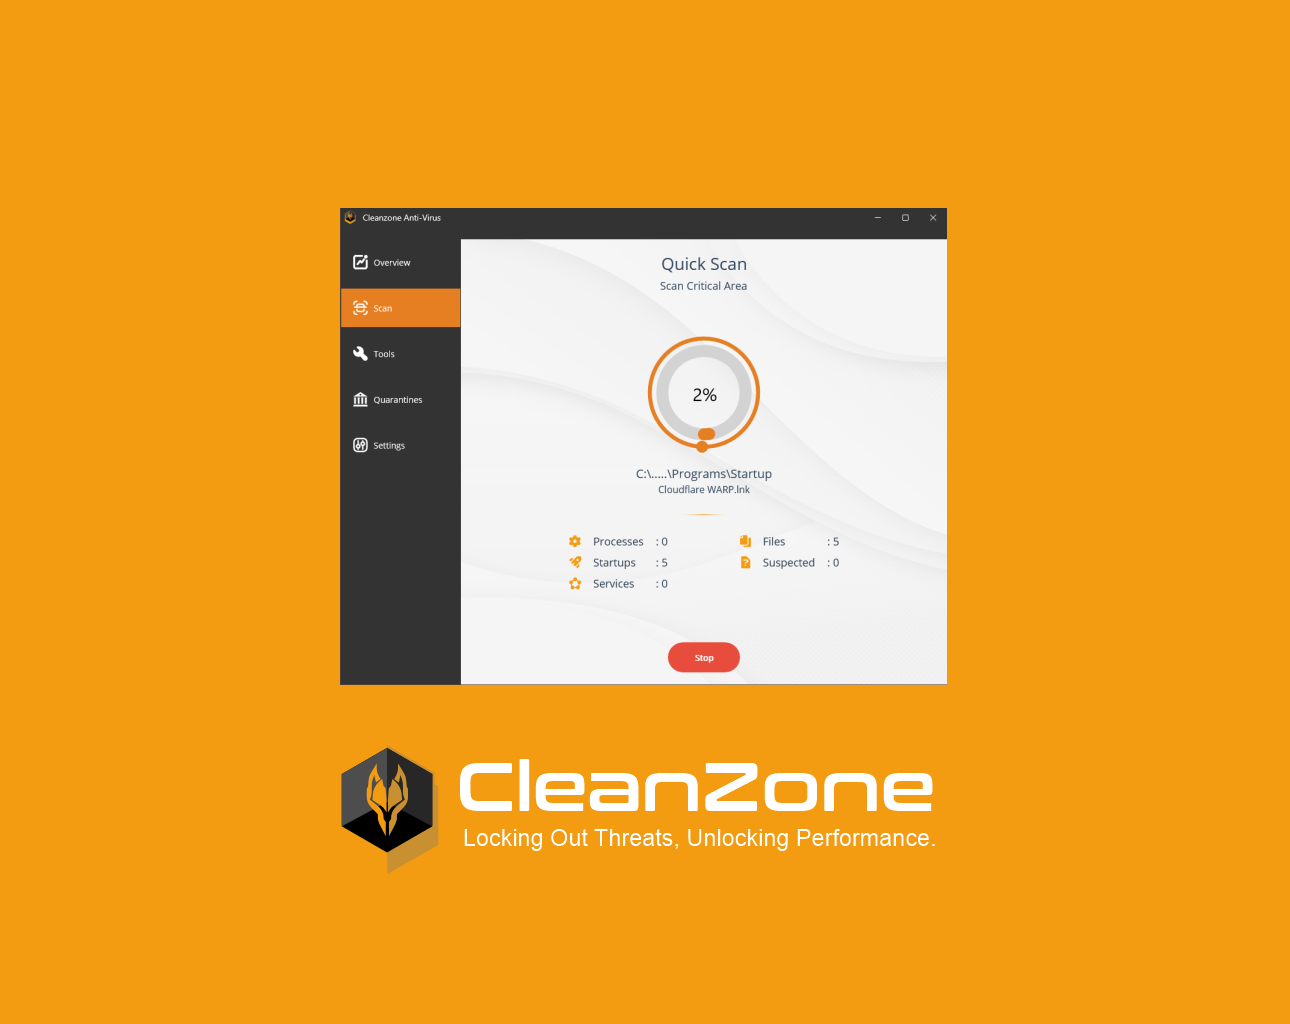 Cleanzone Anti-Virus
Overview
Scan
Tools
Quarantines
Settings
Quick Scan
Scan Critical Area
2%
C:\.....\Programs\Startup
Cloudflare WARP.lnk
Processes : 0
Files : 5
Startups : 5
Suspected : 0
Services : 0
Stop
CleanZone
Locking Out Threats, Unlocking Performance.